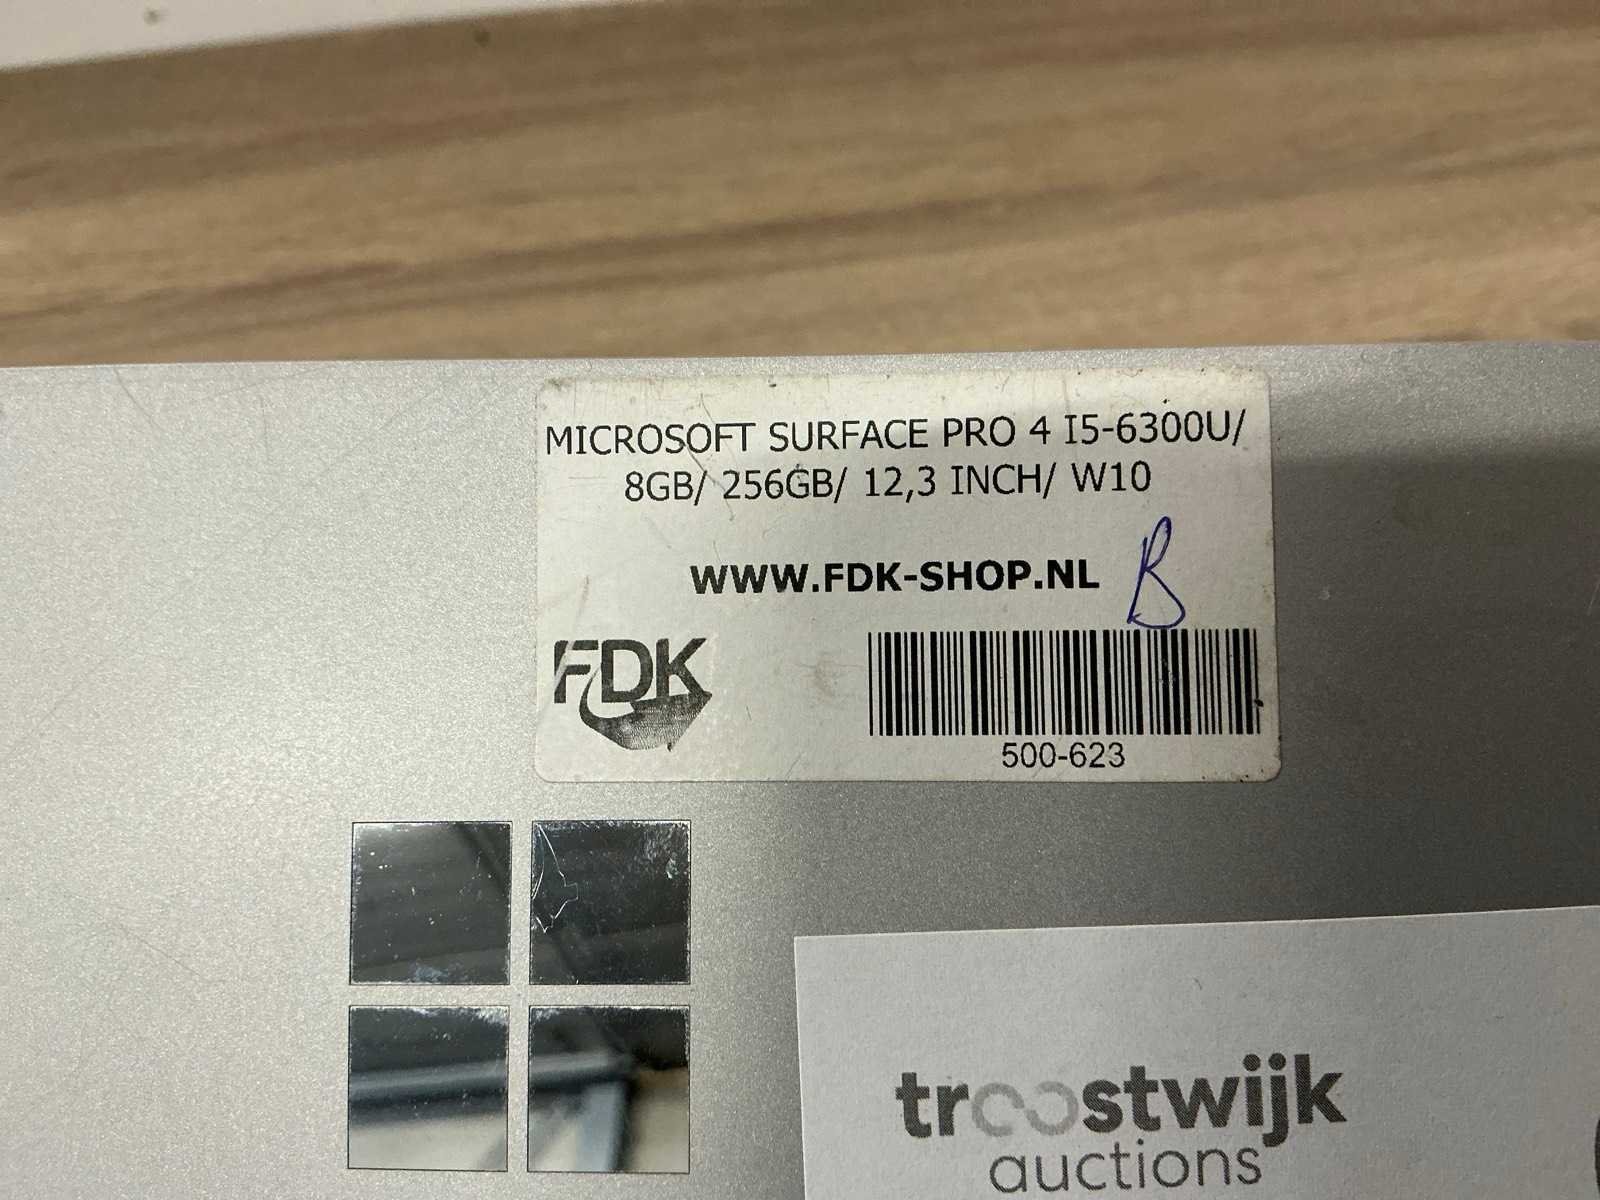 MICROSOFT SURFACE PRO 4 I5-6300U/
8GB/ 256GB/ 12,3 INCH/ W10
WWW.FDK-SHOP.NL
B
FDK
500-623
troostwijk
auctions